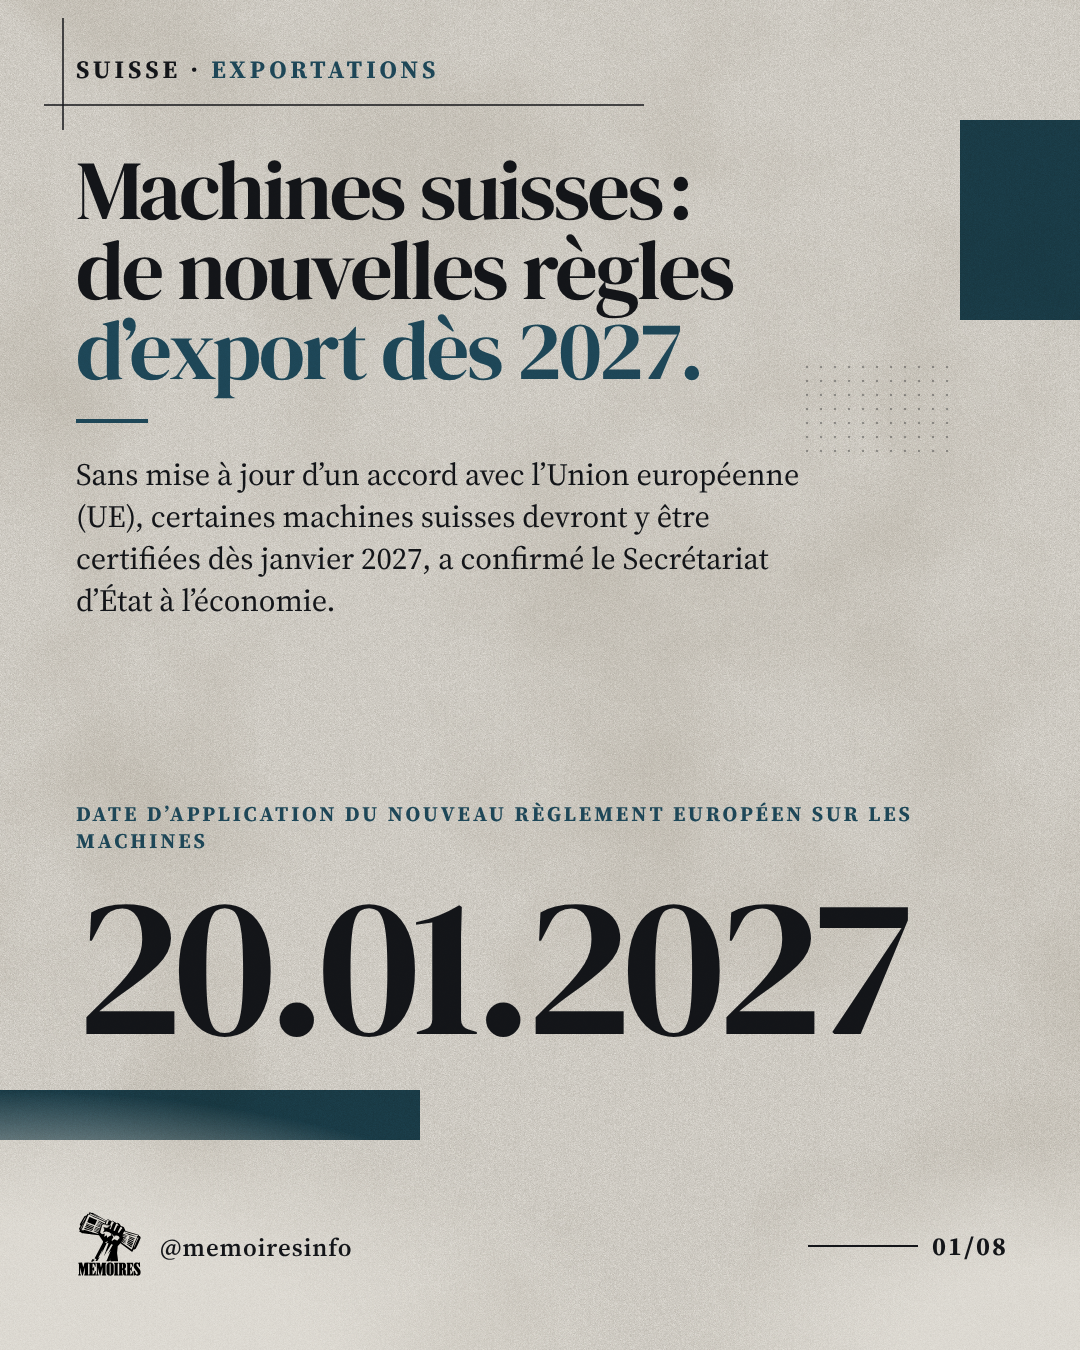 SUISSE · EXPORTATIONS
Machines suisses :
de nouvelles règles
d’export dès 2027.
Sans mise à jour d’un accord avec l’Union européenne
(UE), certaines machines suisses devront y être
certifiées dès janvier 2027, a confirmé le Secrétariat
d’État à l’économie.
DATE D’APPLICATION DU NOUVEAU RÈGLEMENT EUROPÉEN SUR LES
MACHINES
20.01.2027
MÉMOIRES
@memoiresinfo
01/08